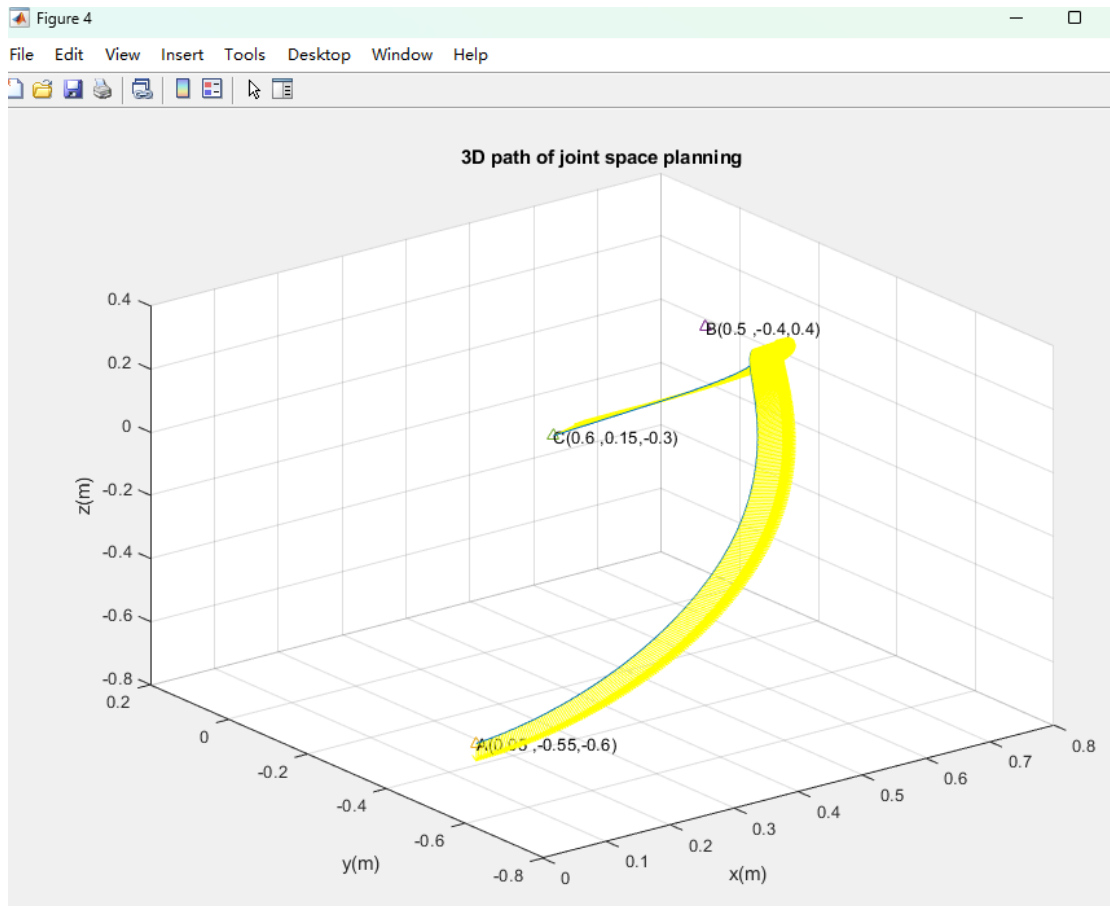 Figure 4
File Edit View Insert Tools Desktop Window Help
3D path of joint space planning
0.4
0.2
0
-0.2
-0.4
-0.6
-0.8
z(m)
B(0.5 ,-0.4,0.4)
C(0.6 ,0.15,-0.3)
,-0.55,-0.6)
0.2
0
-0.2
-0.4
-0.6
-0.8
y(m)
0
0.1
0.2
0.3
0.4
0.5
0.6
0.7
0.8
x(m)